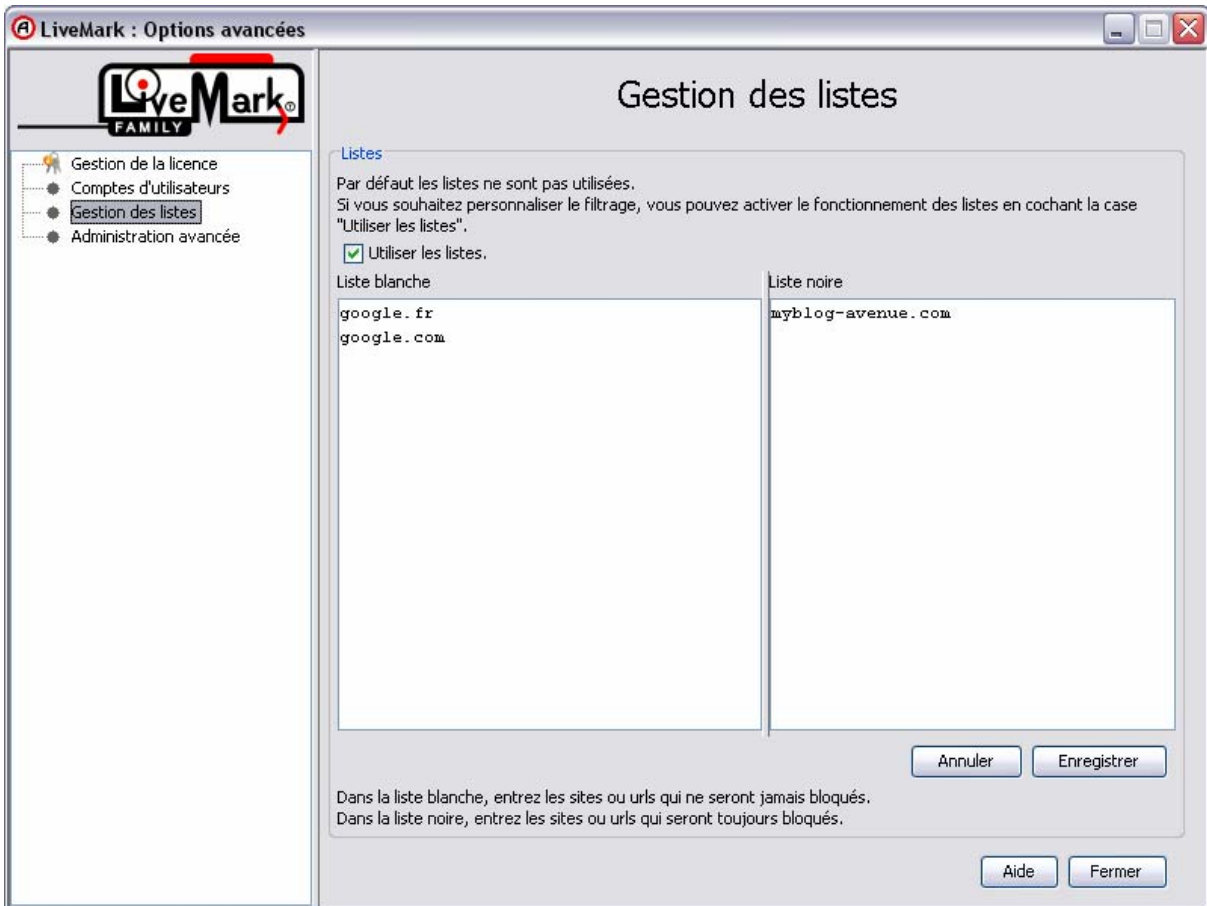 LiveMark : Options avancées
LiveMark
FAMILY
Gestion de la licence
Comptes d'utilisateurs
Gestion des listes
Administration avancée
Gestion des listes
Listes
Par défaut les listes ne sont pas utilisées.
Si vous souhaitez personnaliser le filtrage, vous pouvez activer le fonctionnement des listes en cochant la case
"Utiliser les listes".
Utiliser les listes.
Liste blanche
google.fr
google.com
Liste noire
myblog-avenue.com
Annuler
Enregistrer
Dans la liste blanche, entrez les sites ou urls qui ne seront jamais bloqués.
Dans la liste noire, entrez les sites ou urls qui seront toujours bloqués.
Aide
Fermer